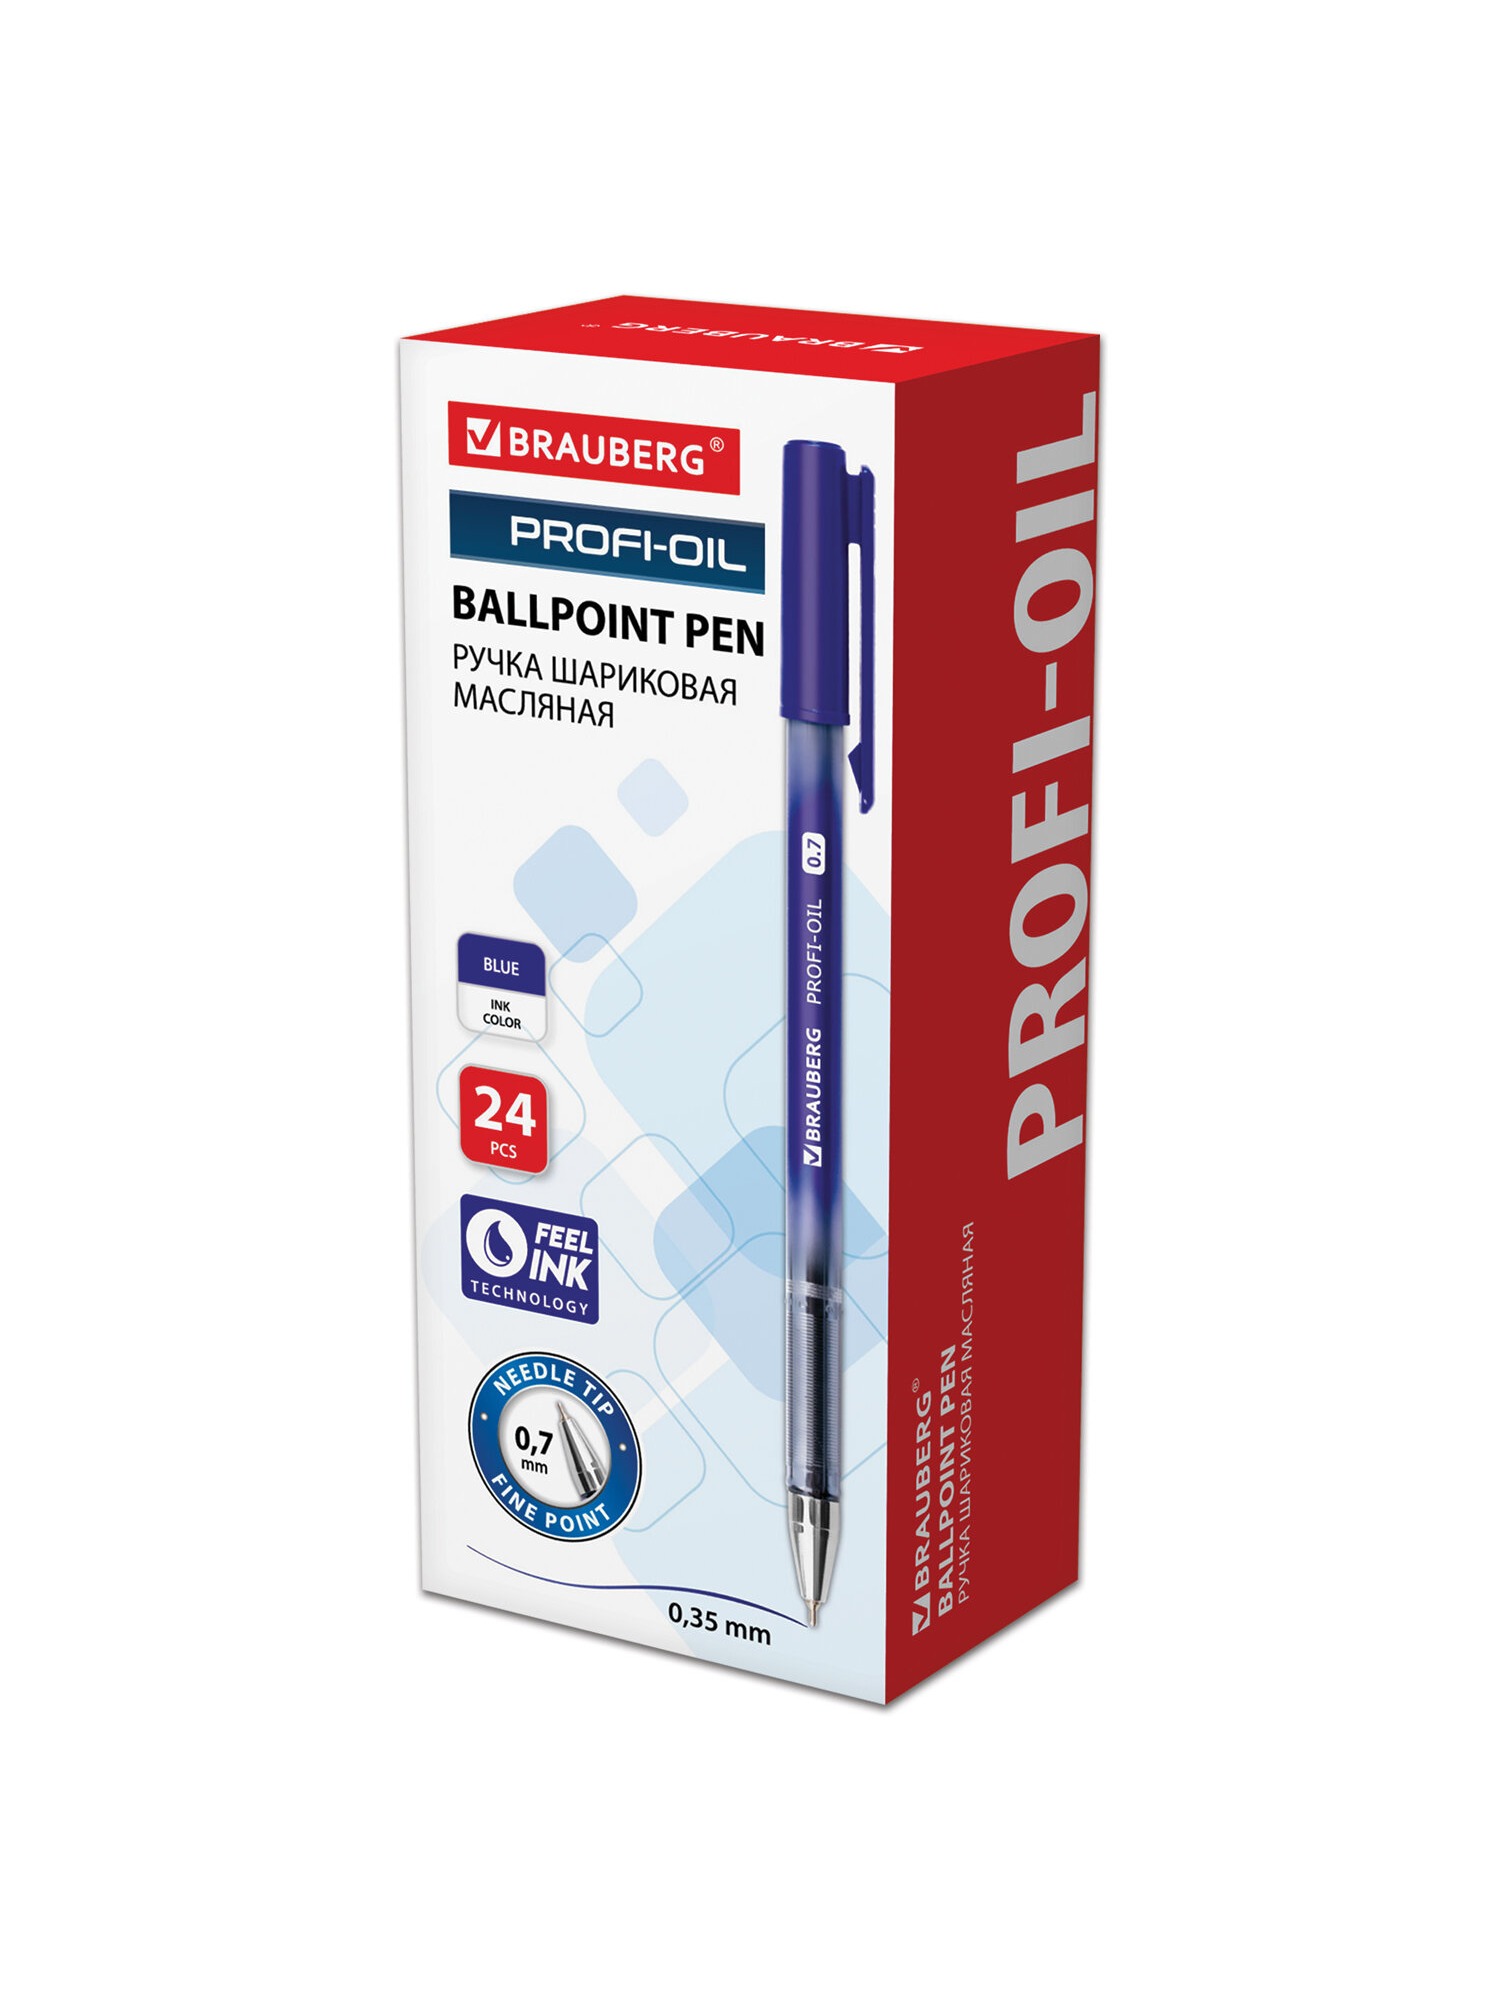 BRAUBERG®
BRAUBERG®
PROFI-OIL
BALLPOINT PEN
РУЧКА ШАРИКОВАЯ
МАСЛЯНАЯ
BLUE
INK
COLOR
24
PCS
FEEL
INK
TECHNOLOGY
NEEDLE TIP
0,7
mm
FINE POINT
0,35 mm
BRAUBERG PROFI-OIL 0.7
PROFI-OIL
BRAUBERG®
BALLPOINT PEN
РУЧКА ШАРИКОВАЯ МАСЛЯНАЯ